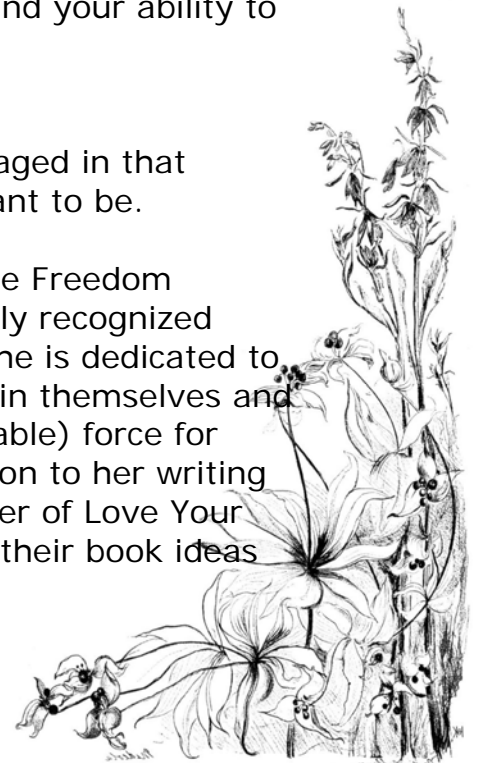 nd your ability to
aged in that
ant to be.
e Freedom
ly recognized
ne is dedicated to
in themselves and
able) force for
on to her writing
er of Love Your
their book ideas